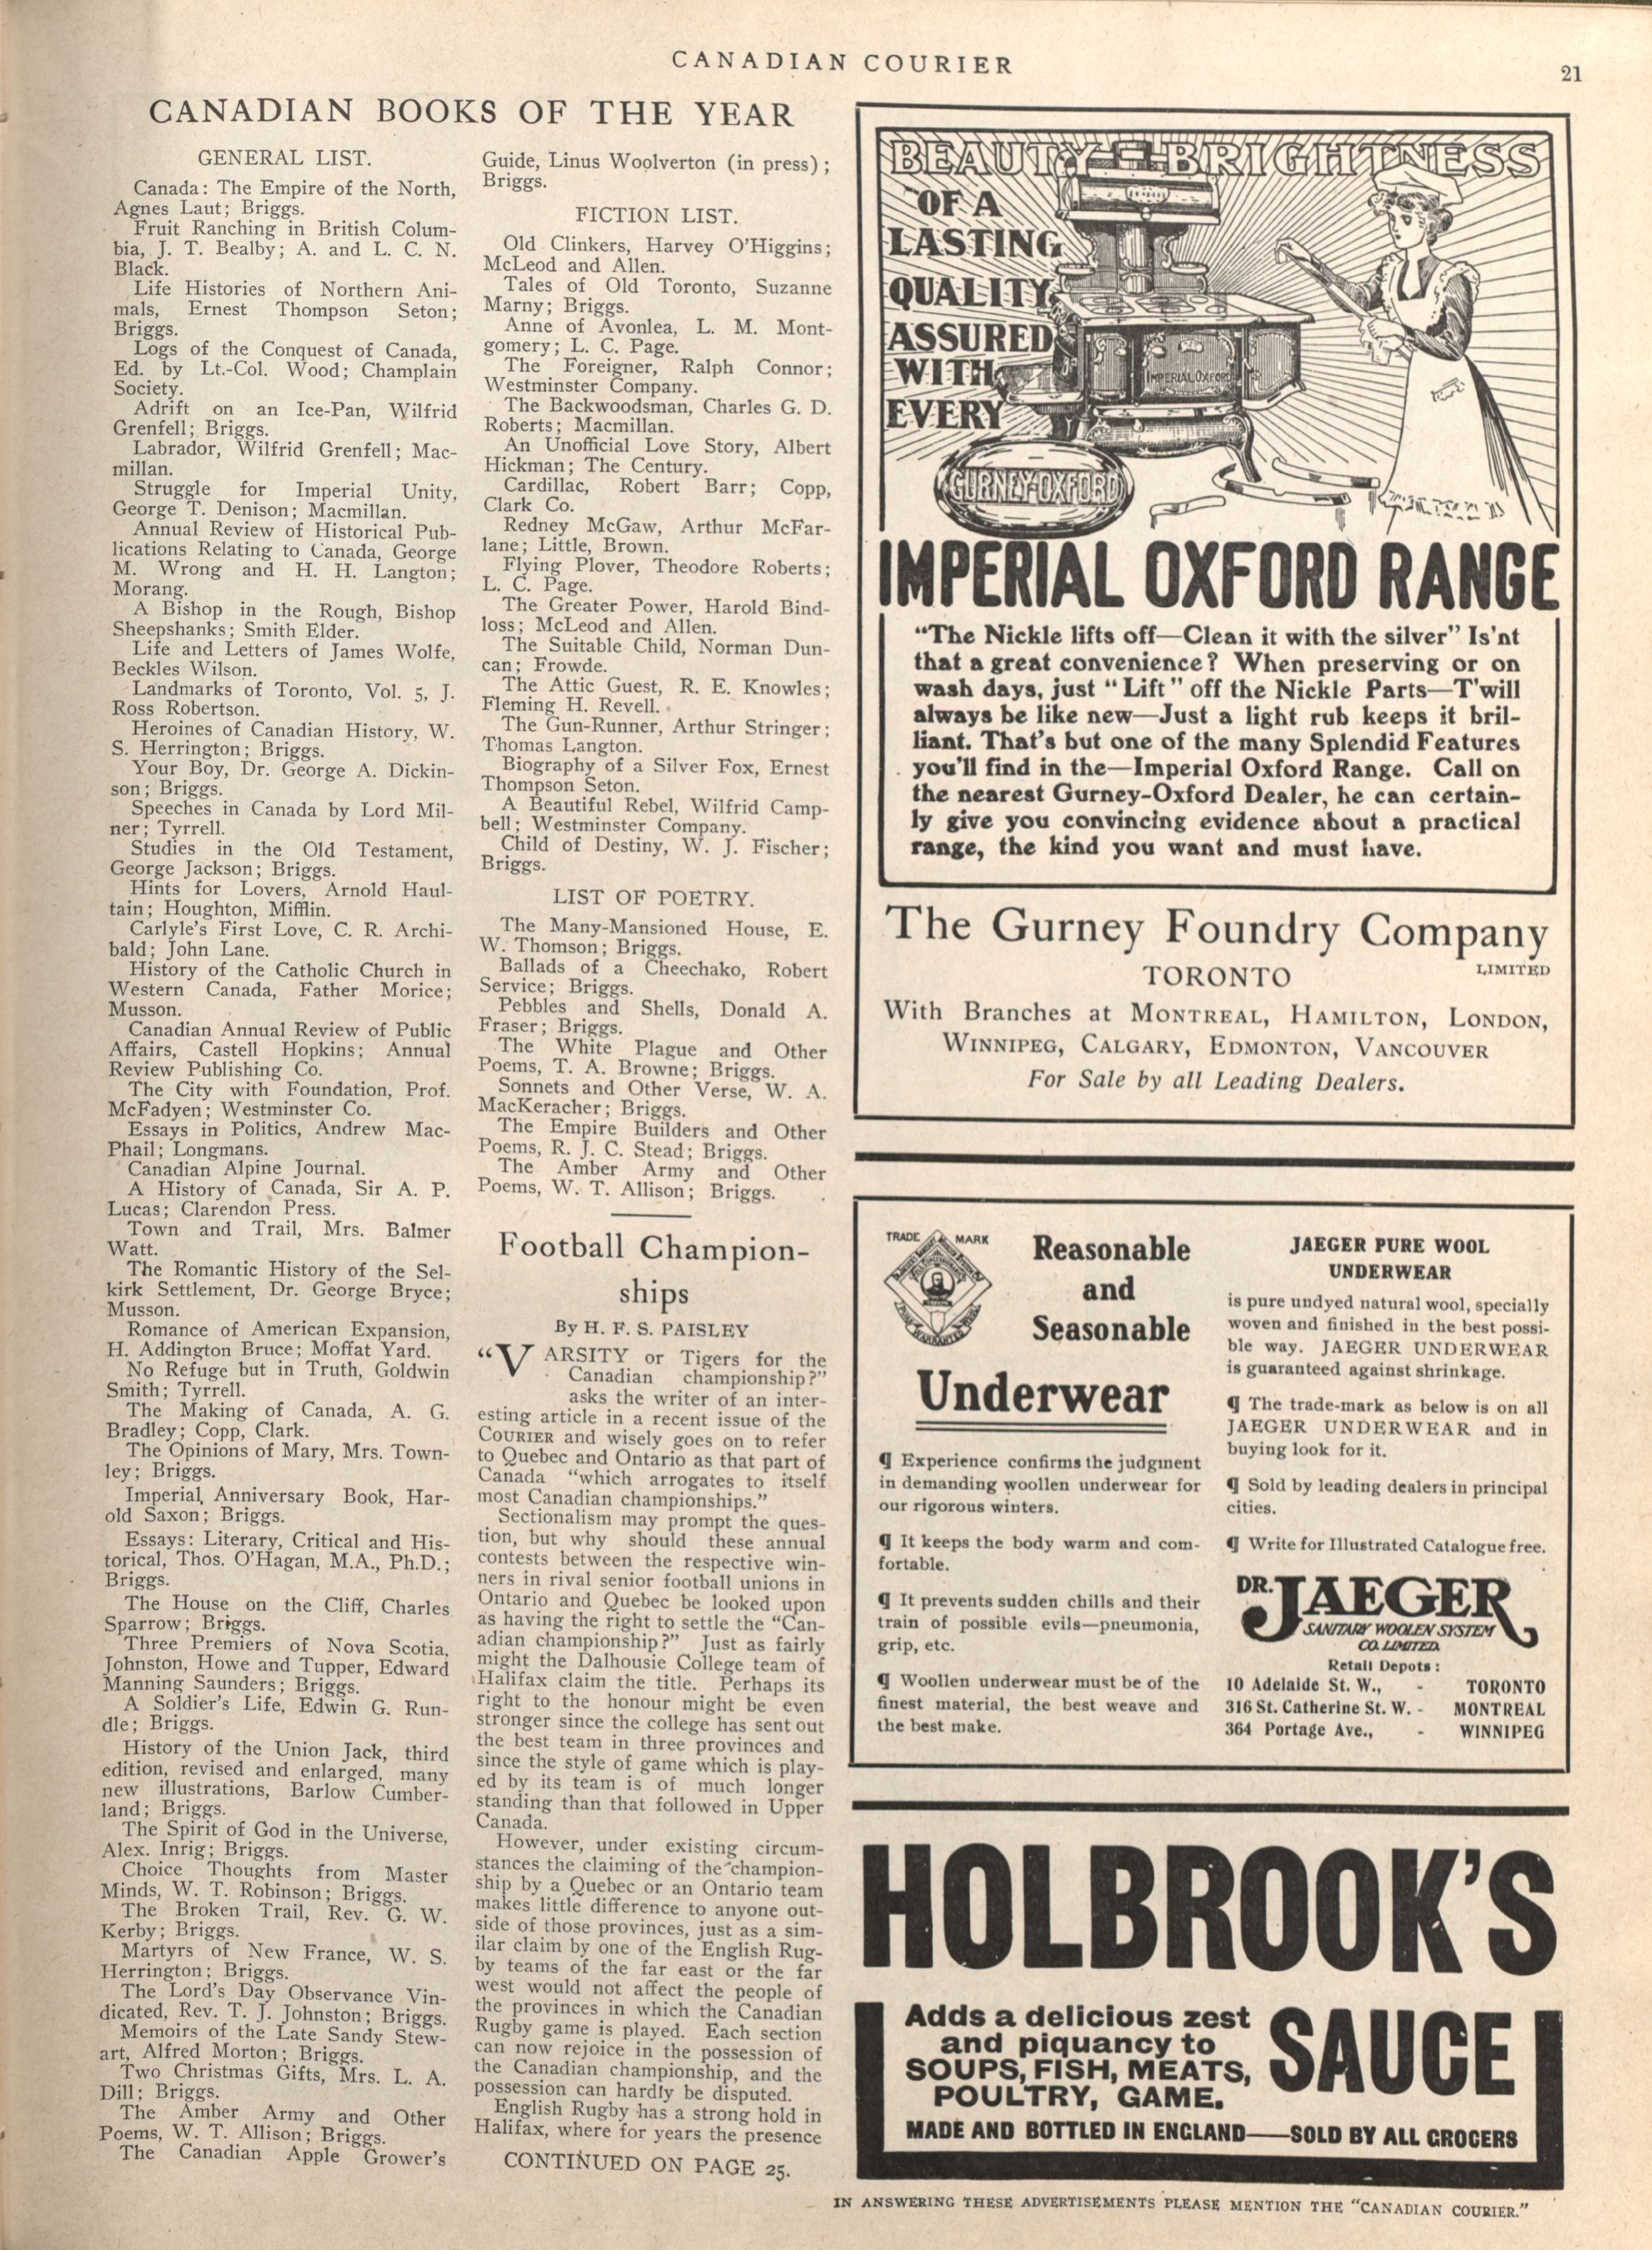 CANADIAN COURIER
21
CANADIAN BOOKS OF THE YEAR
GENERAL LIST.
Canada: The Empire of the North,
Agnes Laut; Briggs.
Fruit Ranching in British Colum-
bia, J. T. Bealby; A. and L. C. N.
Black.
Life Histories of Northern Ani-
mals, Ernest Thompson Seton;
Briggs.
Logs of the Conquest of Canada,
Ed. by Lt.-Col. Wood; Champlain
Society.
Adrift on an Ice-Pan, Wilfrid
Grenfell; Briggs.
Labrador, Wilfrid Grenfell; Mac-
millan.
Struggle for Imperial Unity,
George T. Denison; Macmillan.
Annual Review of Historical Pub-
lications Relating to Canada, George
M. Wrong and H. H. Langton;
Morang.
A Bishop in the Rough, Bishop
Sheepshanks; Smith Elder.
Life and Letters of James Wolfe,
Beckles Wilson.
Landmarks of Toronto, Vol. 5, J.
Ross Robertson.
Heroines of Canadian History, W.
S. Herrington; Briggs.
Your Boy, Dr. George A. Dickin-
son; Briggs.
Speeches in Canada by Lord Mil-
ner; Tyrrell.
Studies in the Old Testament,
George Jackson; Briggs.
Hints for Lovers, Arnold Haul-
tain; Houghton, Mifflin.
Carlyle's First Love, C. R. Archi-
bald; John Lane.
History of the Catholic Church in
Western Canada, Father Morice;
Musson.
Canadian Annual Review of Public
Affairs, Castell Hopkins; Annual
Review Publishing Co.
The City with Foundation, Prof.
McFadyen; Westminster Co.
Essays in Politics, Andrew Mac-
Phail; Longmans.
Canadian Alpine Journal.
A History of Canada, Sir A. P.
Lucas; Clarendon Press.
Town and Trail, Mrs. Balmer
Watt.
The Romantic History of the Sel-
kirk Settlement, Dr. George Bryce;
Musson.
Romance of American Expansion,
H. Addington Bruce; Moffat Yard.
No Refuge but in Truth, Goldwin
Smith; Tyrrell.
The Making of Canada, A. G.
Bradley; Copp, Clark.
The Opinions of Mary, Mrs. Town-
ley; Briggs.
Imperial Anniversary Book, Har-
old Saxon; Briggs.
Essays: Literary, Critical and His-
torical, Thos. O'Hagan, M.A., Ph.D.;
Briggs.
The House on the Cliff, Charles
Sparrow; Briggs.
Three Premiers of Nova Scotia,
Johnston, Howe and Tupper, Edward
Manning Saunders; Briggs.
A Soldier's Life, Edwin G. Run-
dle; Briggs.
History of the Union Jack, third
edition, revised and enlarged, many
new illustrations, Barlow Cumber-
land; Briggs.
The Spirit of God in the Universe,
Alex. Inrig; Briggs.
Choice Thoughts from Master
Minds, W. T. Robinson; Briggs.
The Broken Trail, Rev. G. W.
Kerby; Briggs.
Martyrs of New France, W. S.
Herrington; Briggs.
The Lord's Day Observance Vin-
dicated, Rev. T. J. Johnston; Briggs.
Memoirs of the Late Sandy Stew-
art, Alfred Morton; Briggs.
Two Christmas Gifts, Mrs. L. A.
Dill; Briggs.
The Amber Army and Other
Poems, W. T. Allison; Briggs.
The Canadian Apple Grower's
Guide, Linus Woolverton (in press);
Briggs.
FICTION LIST.
Old Clinkers, Harvey O'Higgins;
McLeod and Allen.
Tales of Old Toronto, Suzanne
Marny; Briggs.
Anne of Avonlea, L. M. Mont-
gomery; L. C. Page.
The Foreigner, Ralph Connor;
Westminster Company.
The Backwoodsman, Charles G. D.
Roberts; Macmillan.
An Unofficial Love Story, Albert
Hickman; The Century.
Cardillac, Robert Barr; Copp,
Clark Co.
Redney McGaw, Arthur McFar-
lane; Little, Brown.
Flying Plover, Theodore Roberts;
L. C. Page.
The Greater Power, Harold Bind-
loss; McLeod and Allen.
The Suitable Child, Norman Dun-
can; Frowde.
The Attic Guest, R. E. Knowles;
Fleming H. Revell.
The Gun-Runner, Arthur Stringer;
Thomas Langton.
Biography of a Silver Fox, Ernest
Thompson Seton.
A Beautiful Rebel, Wilfrid Camp-
bell; Westminster Company.
Child of Destiny, W. J. Fischer;
Briggs.
LIST OF POETRY.
The Many-Mansioned House, E.
W. Thomson; Briggs.
Ballads of a Cheechako, Robert
Service; Briggs.
Pebbles and Shells, Donald A.
Fraser; Briggs.
The White Plague and Other
Poems, T. A. Browne; Briggs.
Sonnets and Other Verse, W. A.
MacKeracher; Briggs.
The Empire Builders and Other
Poems, R. J. C. Stead; Briggs.
The Amber Army and Other
Poems, W. T. Allison; Briggs.
Football Champion-
ships
By H. F. S. PAISLEY
"VARSITY or Tigers for the
Canadian championship?"
asks the writer of an inter-
esting article in a recent issue of the
COURIER and wisely goes on to refer
to Quebec and Ontario as that part of
Canada "which arrogates to itself
most Canadian championships."
Sectionalism may prompt the ques-
tion, but why should these annual
contests between the respective win-
ners in rival senior football unions in
Ontario and Quebec be looked upon
as having the right to settle the "Can-
adian championship?" Just as fairly
might the Dalhousie College team of
Halifax claim the title. Perhaps its
right to the honour might be even
stronger since the college has sent out
the best team in three provinces and
since the style of game which is play-
ed by its team is of much longer
standing than that followed in Upper
Canada.
However, under existing circum-
stances the claiming of the champion-
ship by a Quebec or an Ontario team
makes little difference to anyone out-
side of those provinces, just as a sim-
ilar claim by one of the English Rug-
by teams of the far east or the far
west would not affect the people of
the provinces in which the Canadian
Rugby game is played. Each section
can now rejoice in the possession of
the Canadian championship, and the
possession can hardly be disputed.
English Rugby has a strong hold in
Halifax, where for years the presence
CONTINUED ON PAGE 25.
BEAUTY & BRIGHTNESS
OF A
LASTING
QUALITY
ASSURED
WITH
EVERY
IMPERIAL OXFORD
GURNEY-OXFORD
IMPERIAL OXFORD RANGE
"The Nickle lifts off—Clean it with the silver" Is'nt
that a great convenience? When preserving or on
wash days, just "Lift" off the Nickle Parts—T'will
always be like new—Just a light rub keeps it bril-
liant. That's but one of the many Splendid Features
you'll find in the—Imperial Oxford Range. Call on
the nearest Gurney-Oxford Dealer, he can certain-
ly give you convincing evidence about a practical
range, the kind you want and must have.
The Gurney Foundry Company
LIMITED
TORONTO
With Branches at MONTREAL, HAMILTON, LONDON,
WINNIPEG, CALGARY, EDMONTON, VANCOUVER
For Sale by all Leading Dealers.
TRADE MARK
Reasonable
and
Seasonable
Underwear
¶ Experience confirms the judgment
in demanding woollen underwear for
our rigorous winters.
¶ It keeps the body warm and com-
fortable.
¶ It prevents sudden chills and their
train of possible evils—pneumonia,
grip, etc.
¶ Woollen underwear must be of the
finest material, the best weave and
the best make.
JAEGER PURE WOOL
UNDERWEAR
is pure undyed natural wool, specially
woven and finished in the best possi-
ble way. JAEGER UNDERWEAR
is guaranteed against shrinkage.
¶ The trade-mark as below is on all
JAEGER UNDERWEAR and in
buying look for it.
¶ Sold by leading dealers in principal
cities.
¶ Write for Illustrated Catalogue free.
DR. JAEGER
SANITARY WOOLEN SYSTEM
CO. LIMITED.
Retail Depots:
10 Adelaide St. W., - TORONTO
316 St. Catherine St. W. - MONTREAL
364 Portage Ave., - WINNIPEG
HOLBROOK'S
Adds a delicious zest
and piquancy to
SOUPS, FISH, MEATS,
POULTRY, GAME.
SAUCE
MADE AND BOTTLED IN ENGLAND—SOLD BY ALL GROCERS
IN ANSWERING THESE ADVERTISEMENTS PLEASE MENTION THE "CANADIAN COURIER."